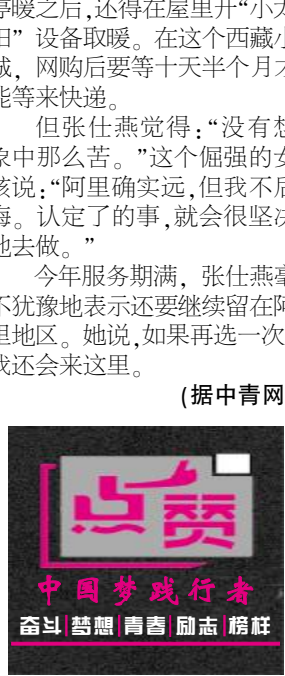 停暖之后,还得在屋里开“小太
阳”设备取暖。在这个西藏小
城，网购后要等十天半个月才
能等来快递。
但张仕燕觉得:“没有想
象中那么苦。”这个倔强的女
孩说:“阿里确实远,但我不后
悔。认定了的事,就会很坚决
地去做。”
今年服务期满，张仕燕毫
不犹豫地表示还要继续留在阿
里地区。她说,如果再选一次,
我还会来这里。
(据中青网
点赞
中国梦践行者
奋斗|梦想|青春|励志|榜样